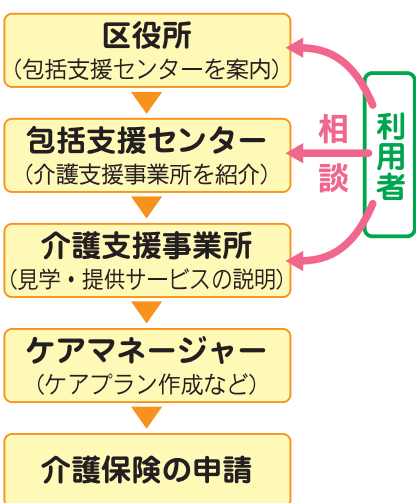 区役所
（包括支援センターを案内）
包括支援センター
（介護支援事業所を紹介）
介護支援事業所
（見学・提供サービスの説明）
ケアマネージャー
（ケアプラン作成など）
介護保険の申請
相談
利用者